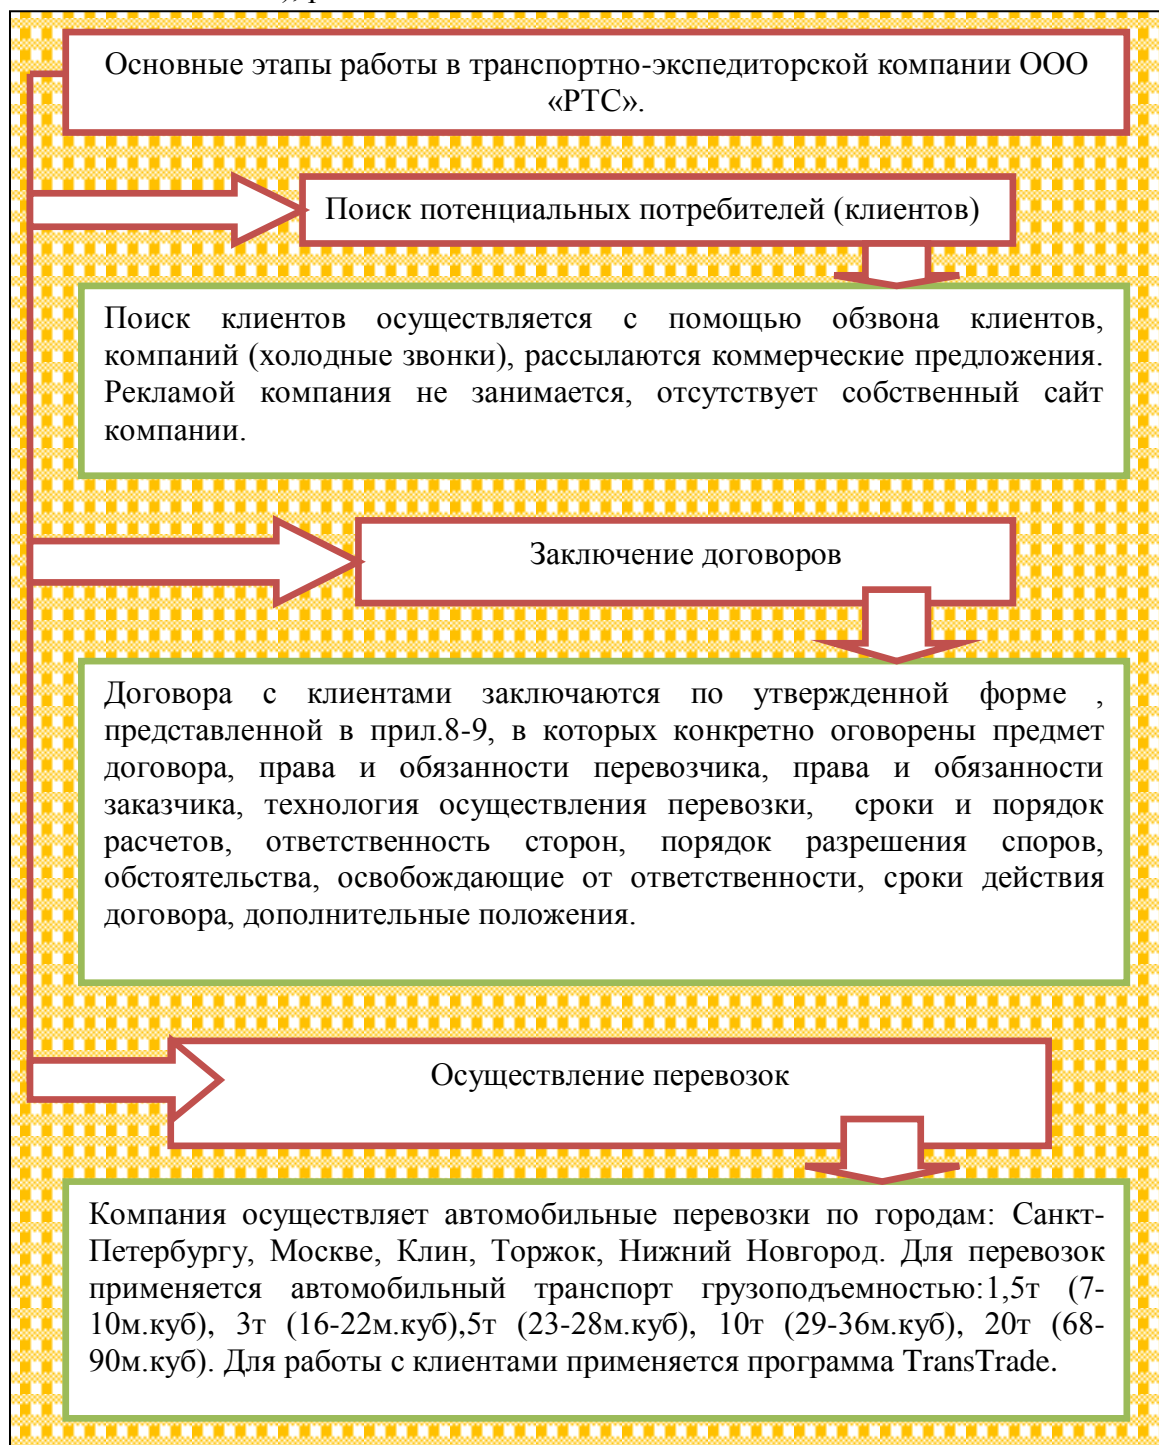 Основные этапы работы в транспортно-экспедиторской компании ООО
«РТС».
Поиск потенциальных потребителей (клиентов)
Поиск клиентов осуществляется с помощью обзвона клиентов,
компаний (холодные звонки), рассылаются коммерческие предложения.
Рекламой компания не занимается, отсутствует собственный сайт
компании.
Заключение договоров
Договора с клиентами заключаются по утвержденной форме ,
представленной в прил.8-9, в которых конкретно оговорены предмет
договора, права и обязанности перевозчика, права и обязанности
заказчика, технология осуществления перевозки, сроки и порядок
расчетов, ответственность сторон, порядок разрешения споров,
обстоятельства, освобождающие от ответственности, сроки действия
договора, дополнительные положения.
Осуществление перевозок
Компания осуществляет автомобильные перевозки по городам: Санкт-
Петербургу, Москве, Клин, Торжок, Нижний Новгород. Для перевозок
применяется автомобильный транспорт грузоподъемностью:1,5т (7-
10м.куб), 3т (16-22м.куб),5т (23-28м.куб), 10т (29-36м.куб), 20т (68-
90м.куб). Для работы с клиентами применяется программа TransTrade.